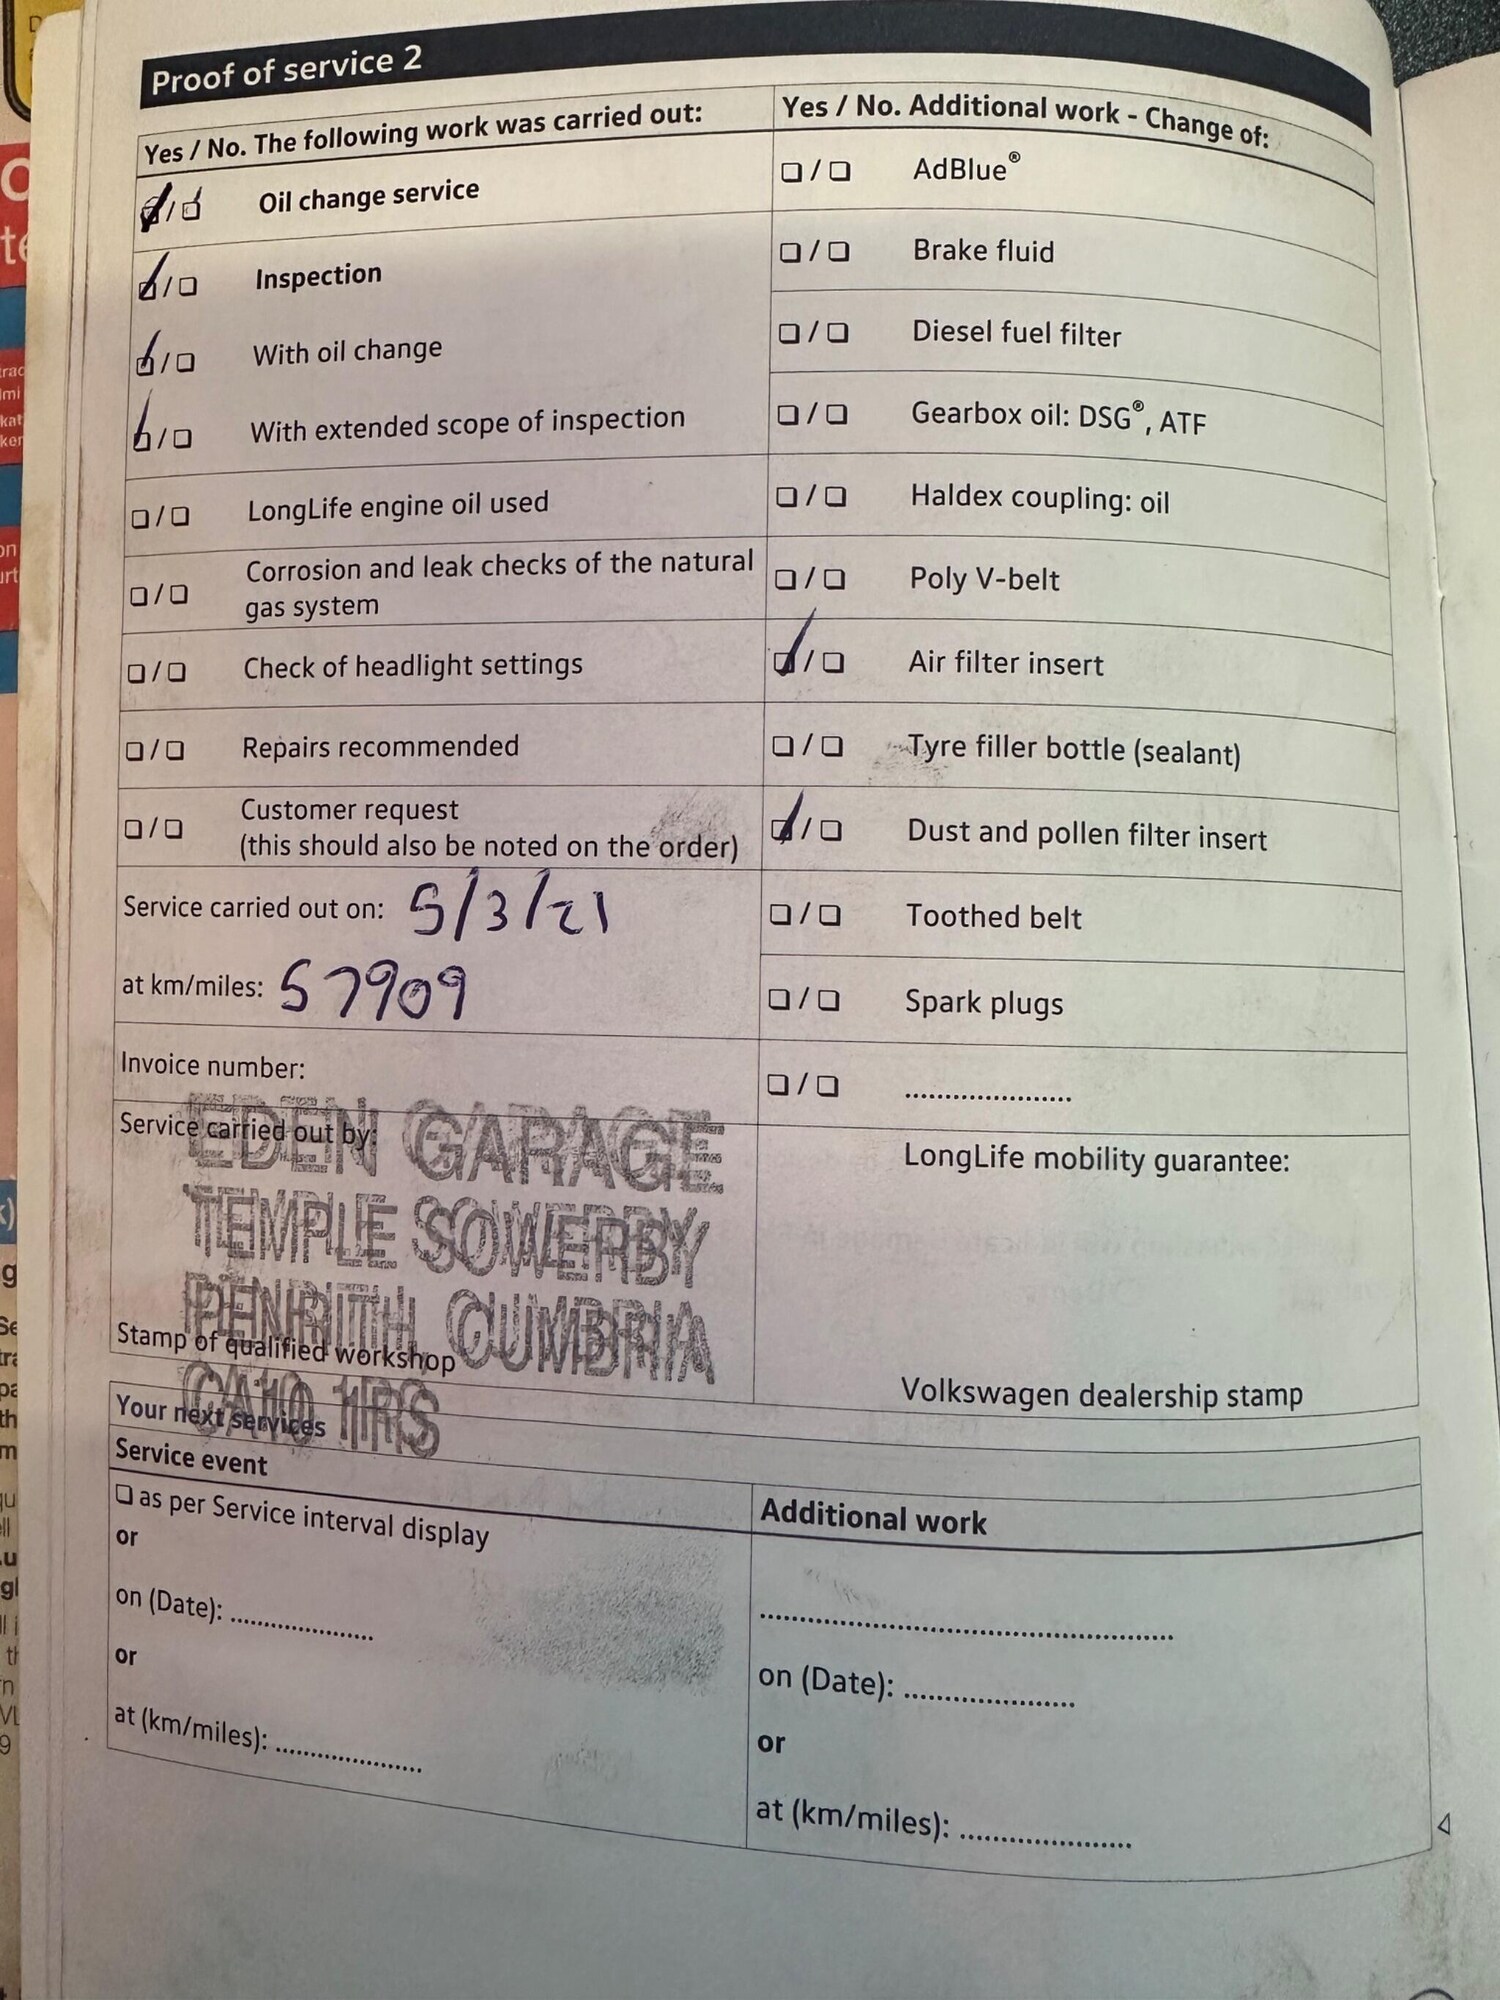 Proof of service 2
Yes / No. The following work was carried out:
Oil change service
Inspection
With oil change
With extended scope of inspection
LongLife engine oil used
Corrosion and leak checks of the natural
gas system
Check of headlight settings
Repairs recommended
Customer request
(this should also be noted on the order)
Service carried out on: 5/3/21
at km/miles: 57909
Invoice number:
Service carried out by:
EDEN GARAGE
TEMPLE SOWERBY
PENRITH CUMBRIA
CA10 1RS
Stamp of qualified workshop
Yes / No. Additional work - Change of:
AdBlue®
Brake fluid
Diesel fuel filter
Gearbox oil: DSG®, ATF
Haldex coupling: oil
Poly V-belt
Air filter insert
Tyre filler bottle (sealant)
Dust and pollen filter insert
Toothed belt
Spark plugs
....................
LongLife mobility guarantee:
Volkswagen dealership stamp
Your next services
Service event
as per Service interval display
or
on (Date): ....................
or
at (km/miles): ....................
Additional work
..................................................
on (Date): ....................
or
at (km/miles): ....................